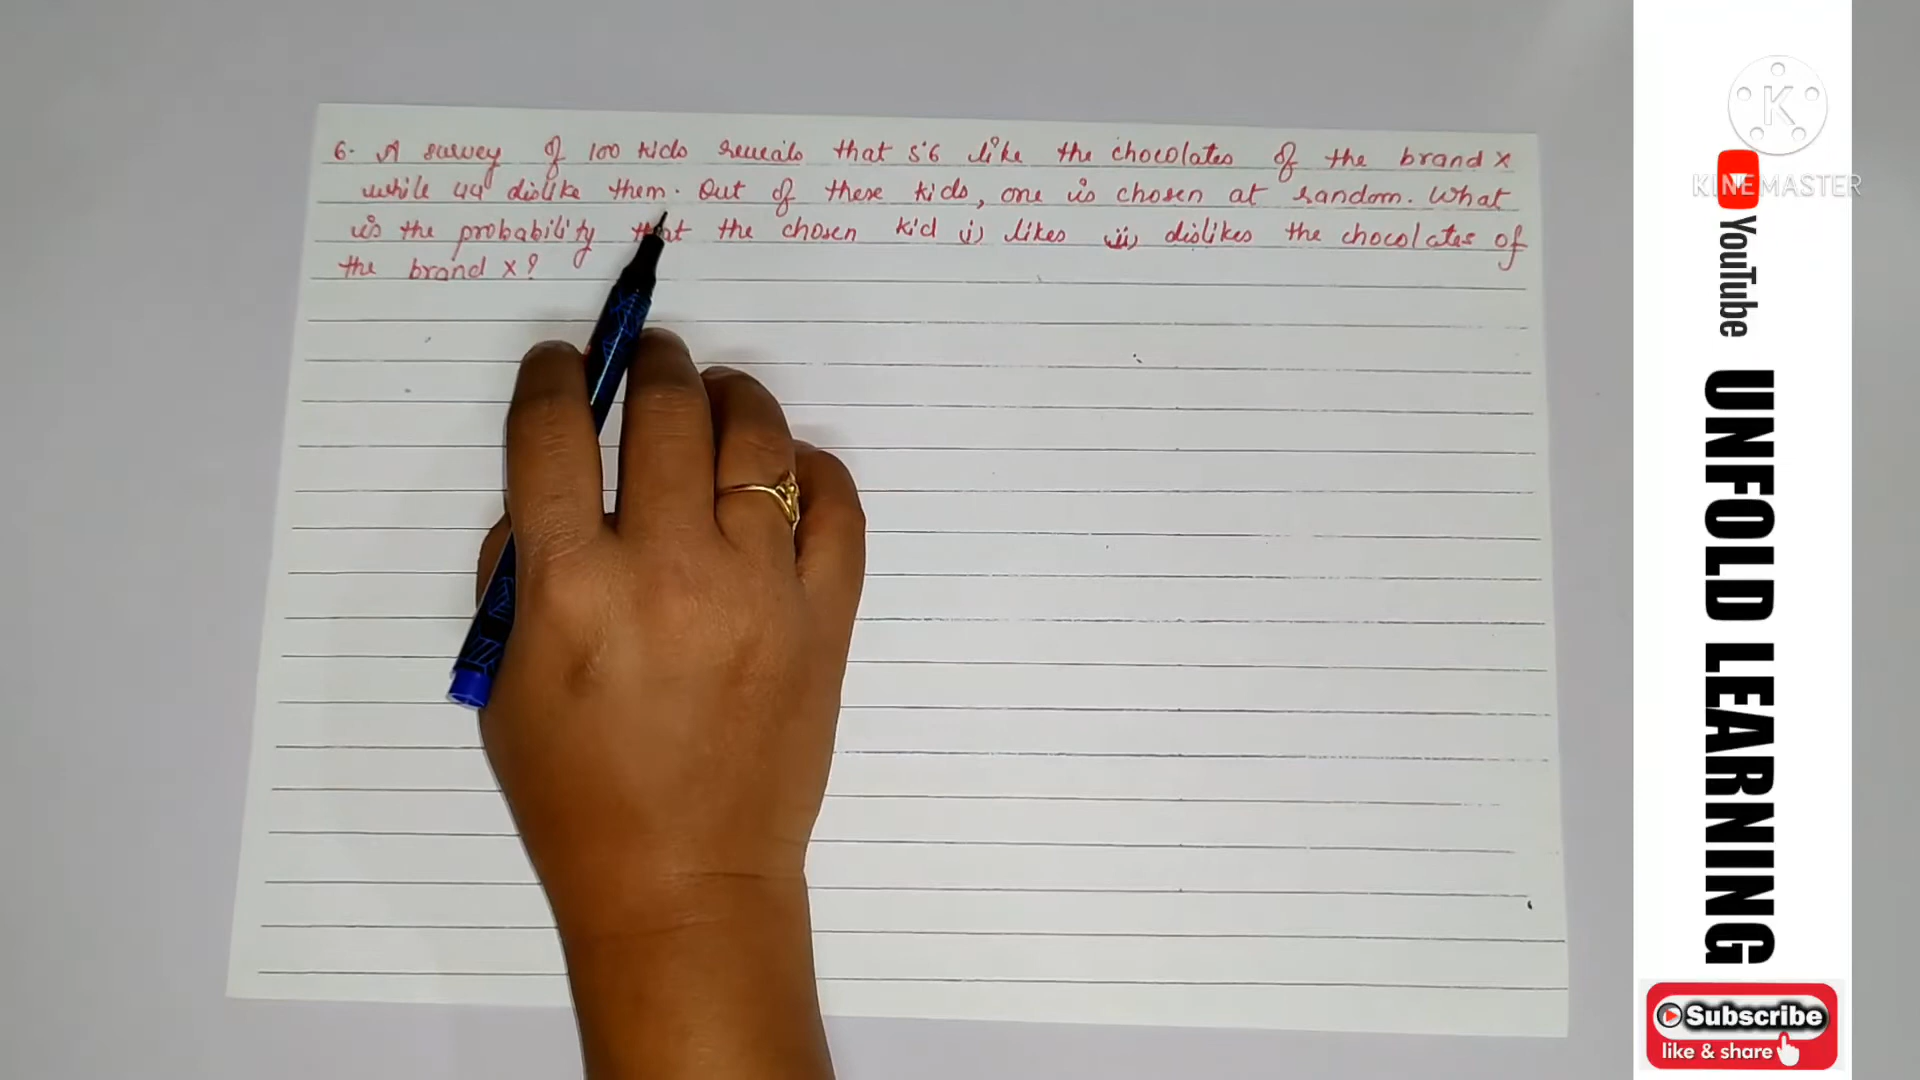 6. A survey of 100 kids reveals that 56 like the chocolates of the brand x
while 44 dislike them. Out of these kids, one is chosen at random. What
is the probability that the chosen kid i) likes ii) dislikes the chocolates of
the brand x?
K
KINEMASTER
YouTube
UNFOLD LEARNING
Subscribe
like & share